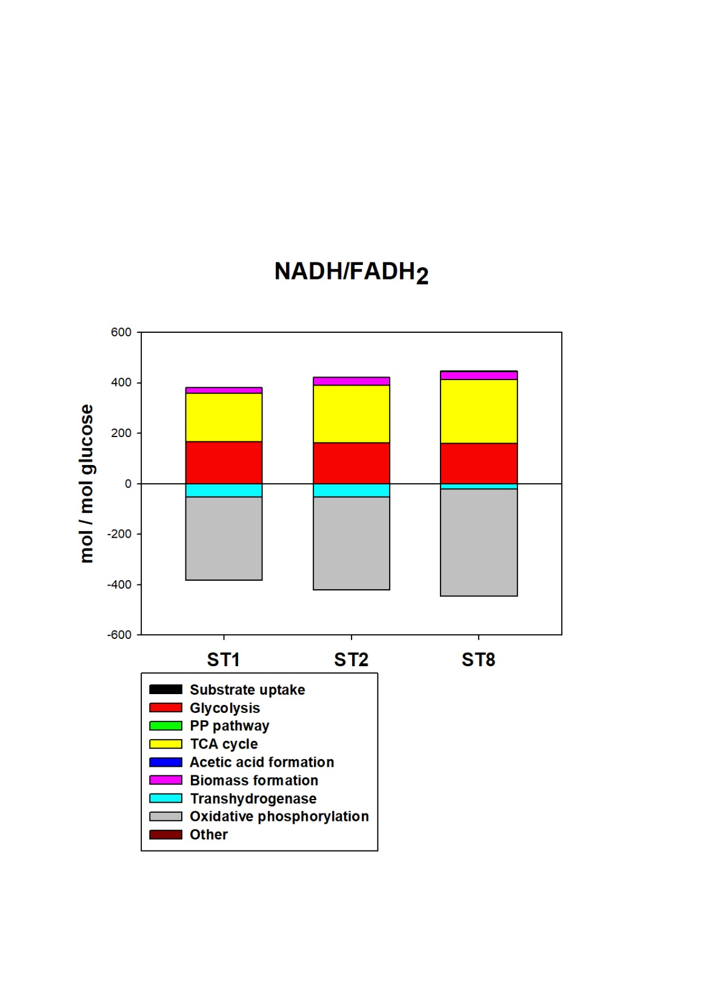 NADH/FADH2
600
400
200
0
-200
-400
-600
mol / mol glucose
ST1 ST2 ST8
Substrate uptake
Glycolysis
PP pathway
TCA cycle
Acetic acid formation
Biomass formation
Transhydrogenase
Oxidative phosphorylation
Other